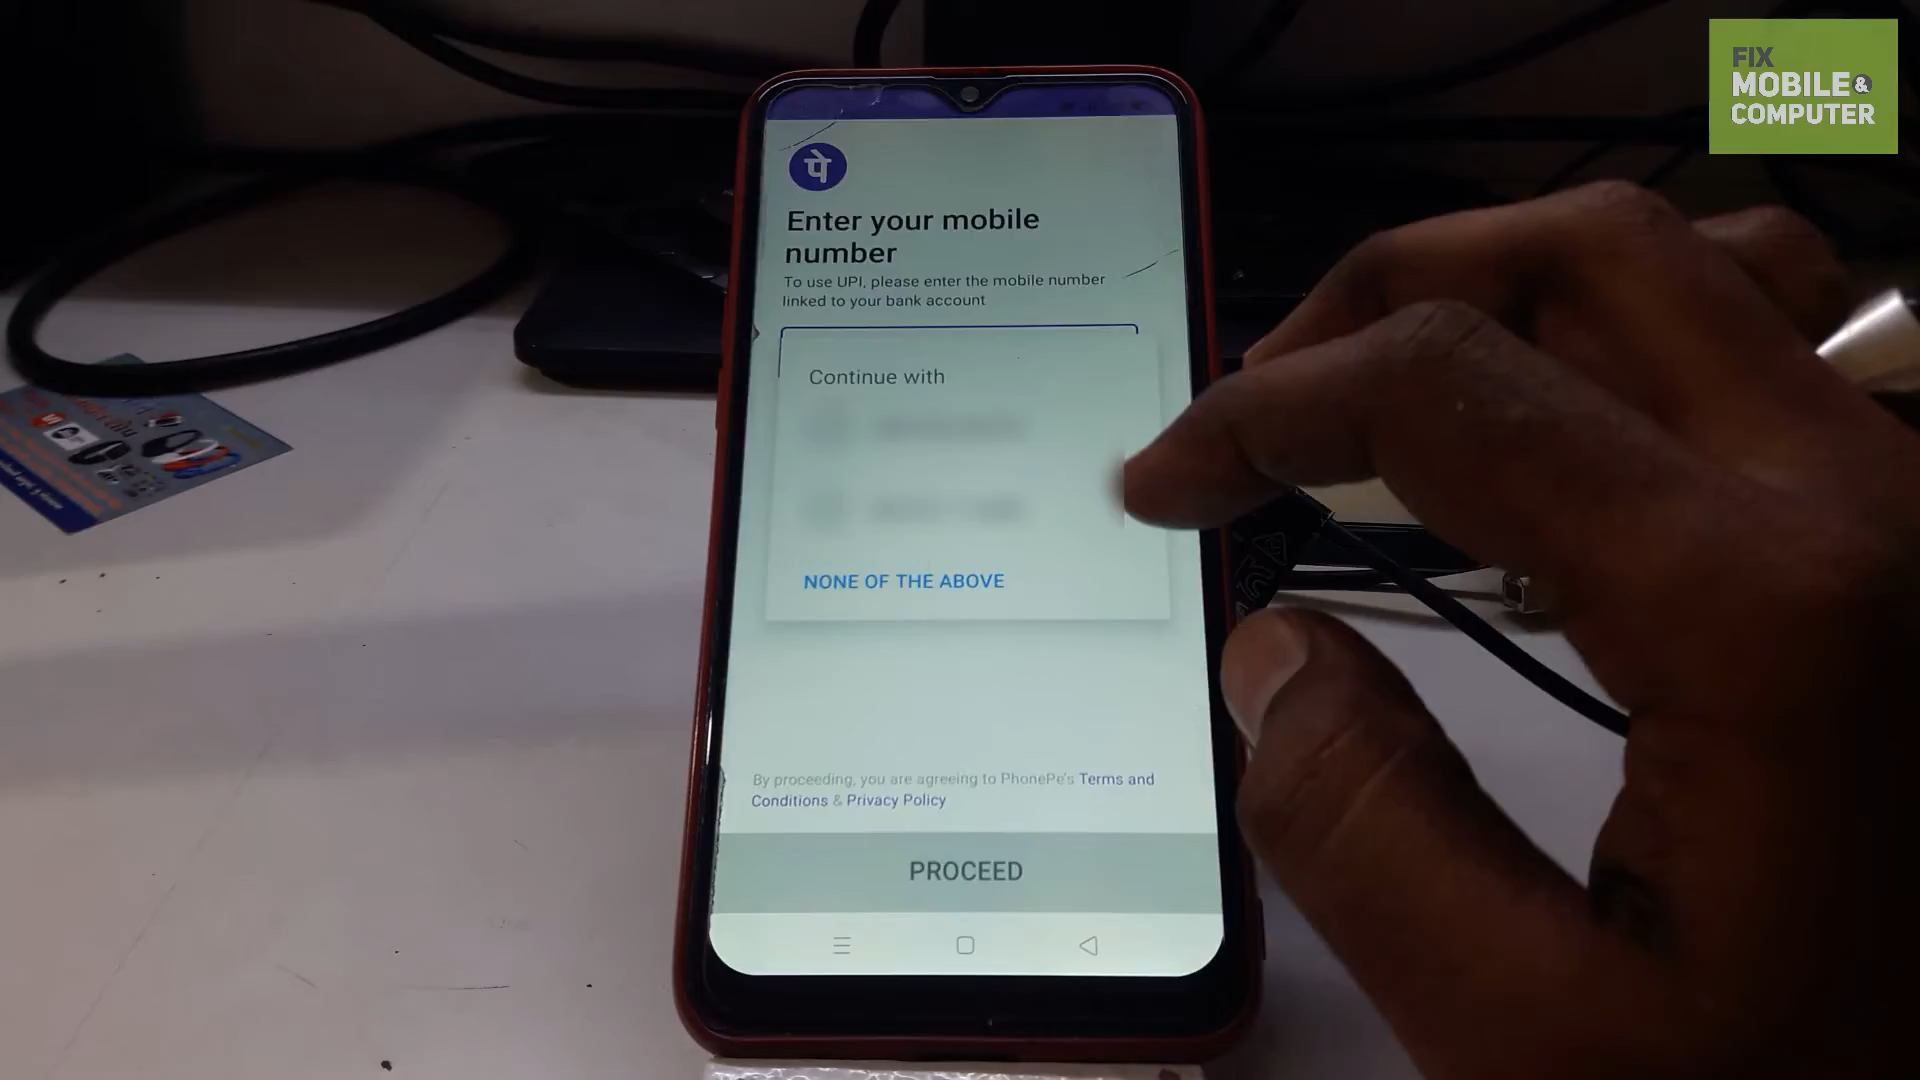 FIX
MOBILE &
COMPUTER
पे
Enter your mobile
number
To use UPI, please enter the mobile number
linked to your bank account
Continue with
NONE OF THE ABOVE
By proceeding, you are agreeing to PhonePe's Terms and
Conditions & Privacy Policy
PROCEED